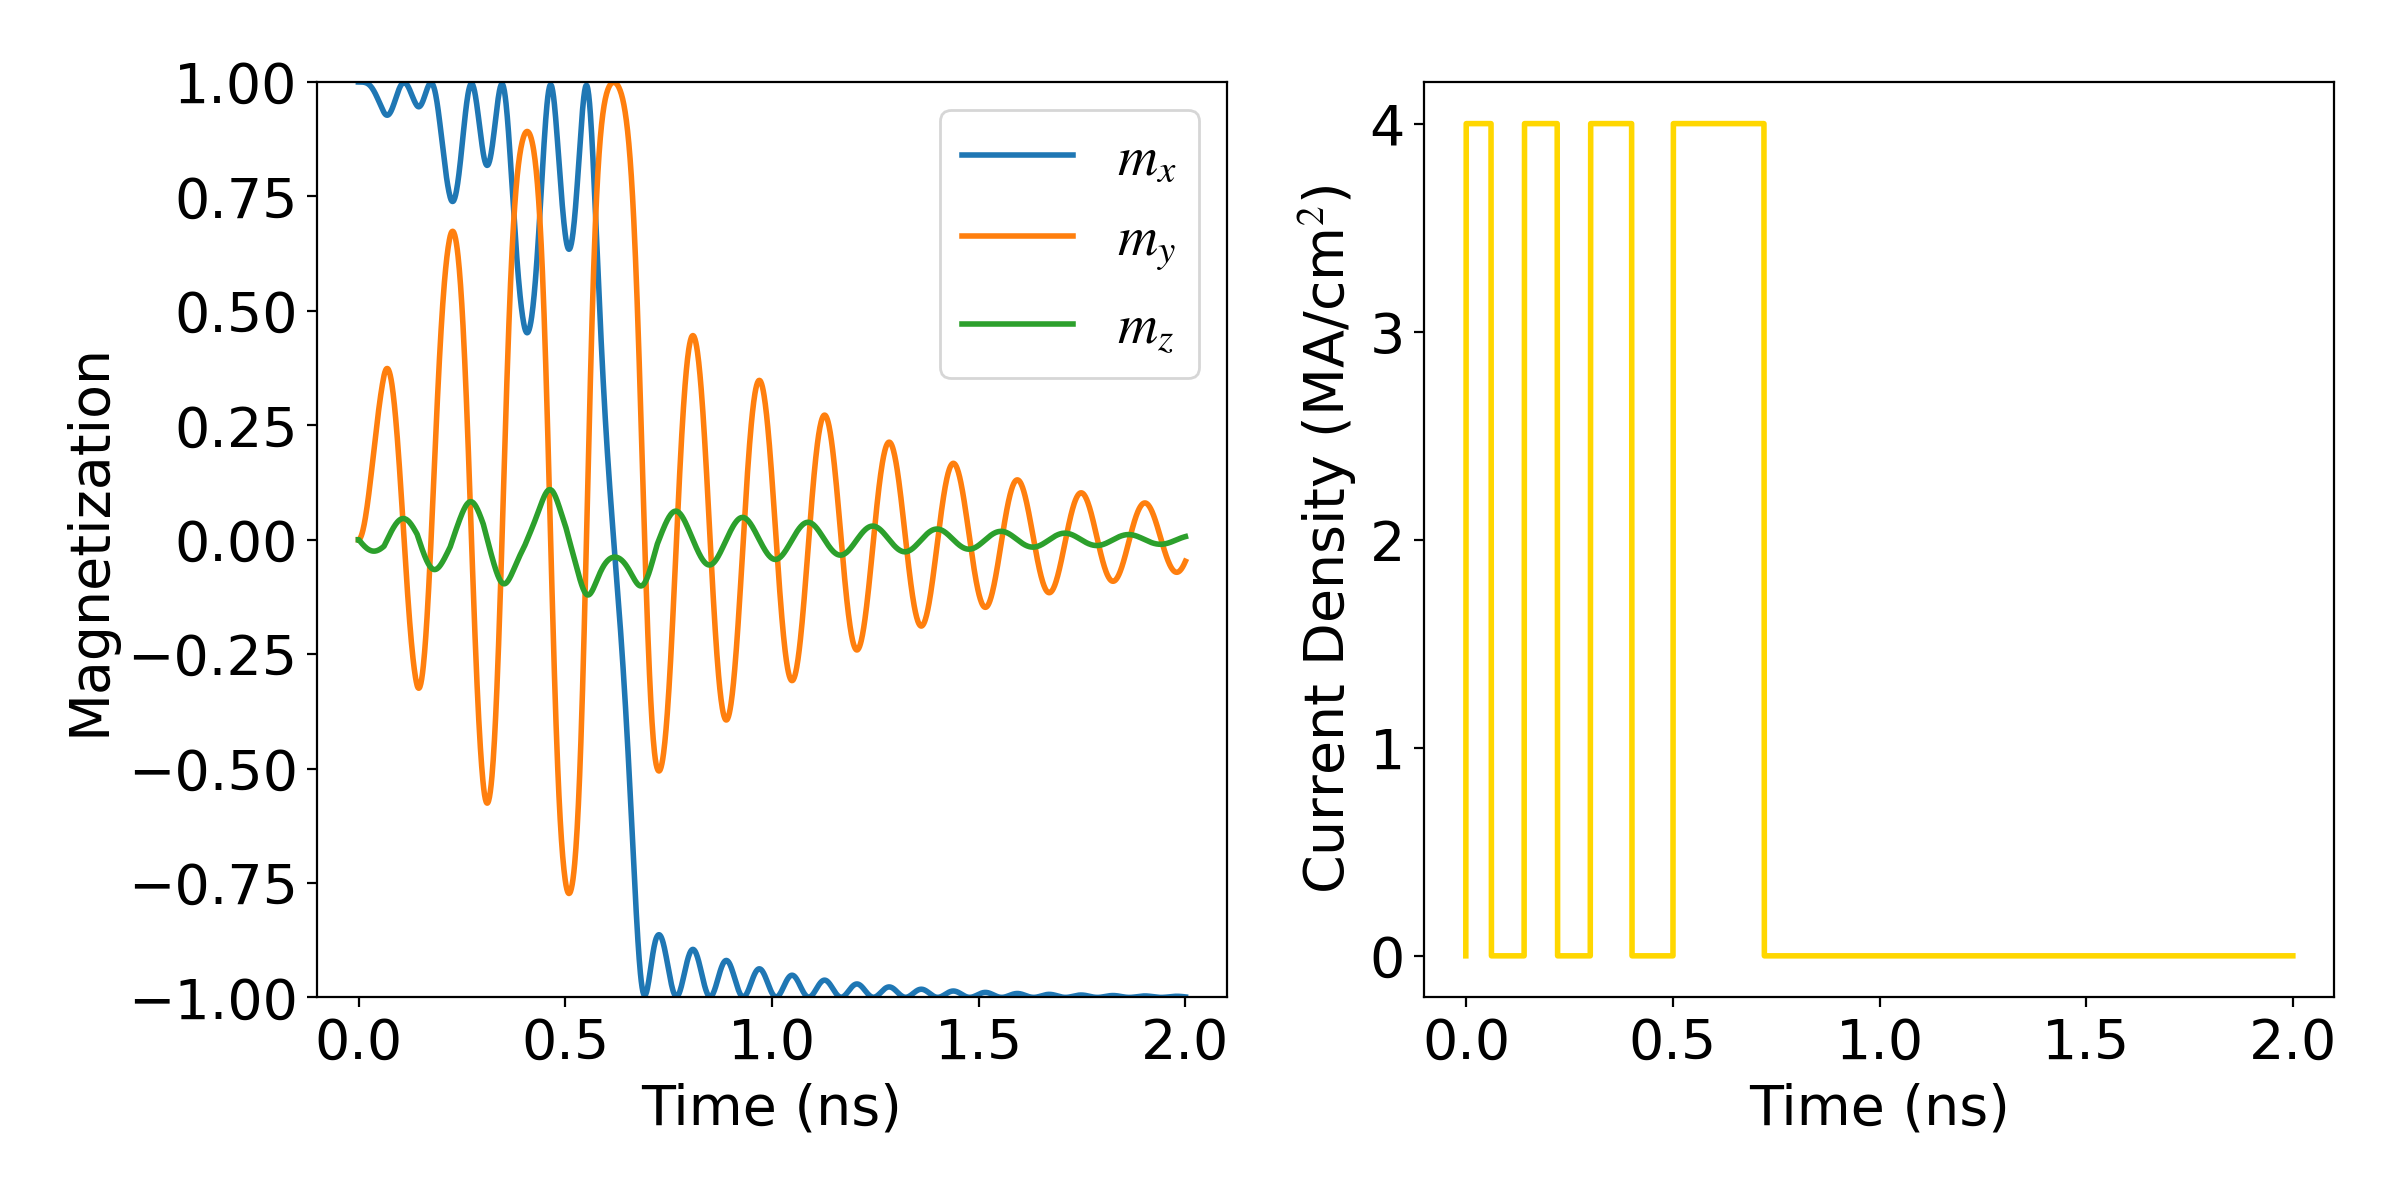 Magnetization
1.00
0.75
0.50
0.25
0.00
−0.25
−0.50
−0.75
−1.00
0.0 0.5 1.0 1.5 2.0
Time (ns)
m_x
m_y
m_z
Current Density (MA/cm²)
4
3
2
1
0
0.0 0.5 1.0 1.5 2.0
Time (ns)